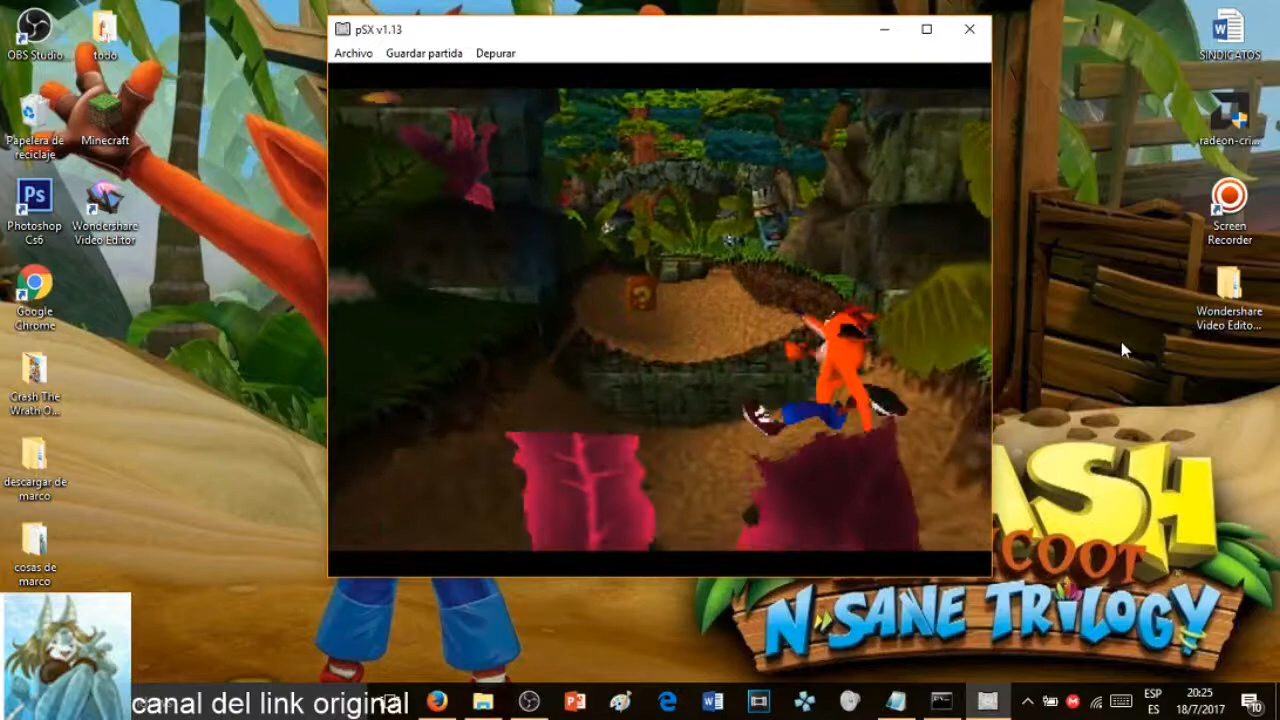 pSX v1.13
Archivo Guardar partida Depurar
OBS Studio
todo
Papelera de
reciclaje
Minecraft
Ps
Photoshop
Cs6
Wondershare
Video Editor
Google
Chrome
Crash The
Wrath O...
descargar de
marco
cosas de
marco
SINDICATOS
radeon-cri...
Screen
Recorder
Wondershare
Video Edito...
?
ASH
COOT
N·SANE TRILOGY
canal del link original
ESP
ES
20:25
18/7/2017
10